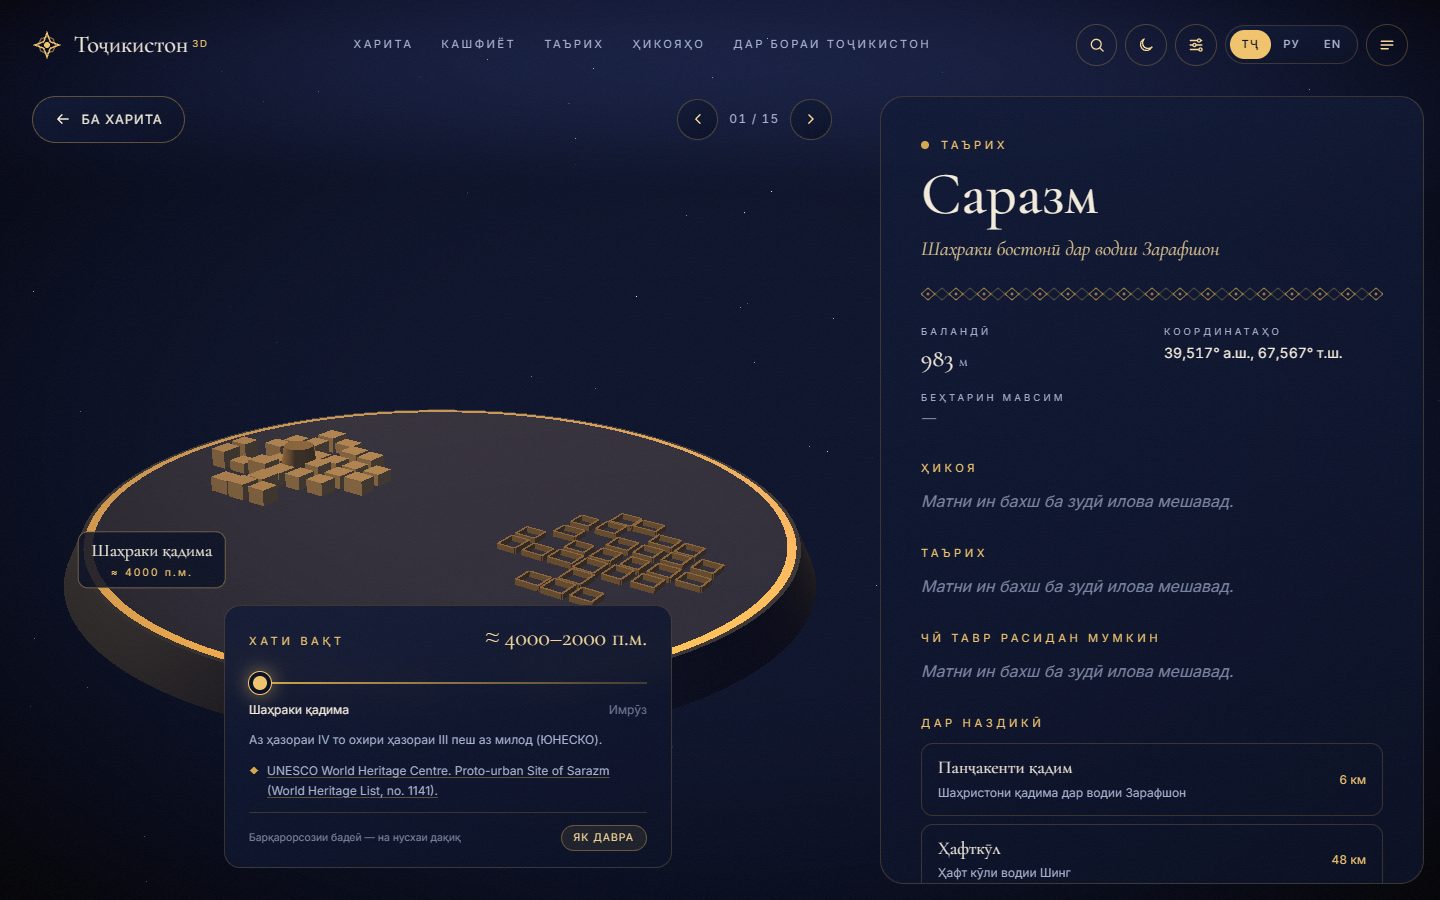 Тоҷикистон 3D
ХАРИТА КАШФИЁТ ТАЪРИХ ҲИКОЯҲО ДАР БОРАИ ТОҶИКИСТОН
ТҶ РУ EN
БА ХАРИТА
01 / 15
ТАЪРИХ
Саразм
Шаҳраки бостонӣ дар водии Зарафшон
БАЛАНДӢ
983 м
КООРДИНАТАҲО
39,517° а.ш., 67,567° т.ш.
БЕҲТАРИН МАВСИМ
—
ҲИКОЯ
Матни ин бахш ба зудӣ илова мешавад.
ТАЪРИХ
Матни ин бахш ба зудӣ илова мешавад.
ЧӢ ТАВР РАСИДАН МУМКИН
Матни ин бахш ба зудӣ илова мешавад.
ДАР НАЗДИКӢ
Панҷакенти қадим
Шаҳристони қадима дар водии Зарафшон
6 км
Ҳафткӯл
Ҳафт кӯли водии Шинг
48 км
Шаҳраки қадима
≈ 4000 п.м.
ХАТИ ВАҚТ
≈ 4000–2000 п.м.
Шаҳраки қадима
Имрӯз
Аз ҳазораи IV то охири ҳазораи III пеш аз милод (ЮНЕСКО).
UNESCO World Heritage Centre. Proto-urban Site of Sarazm
(World Heritage List, no. 1141).
Барқарорсозии бадеӣ — на нусхаи дақиқ
ЯК ДАВРА